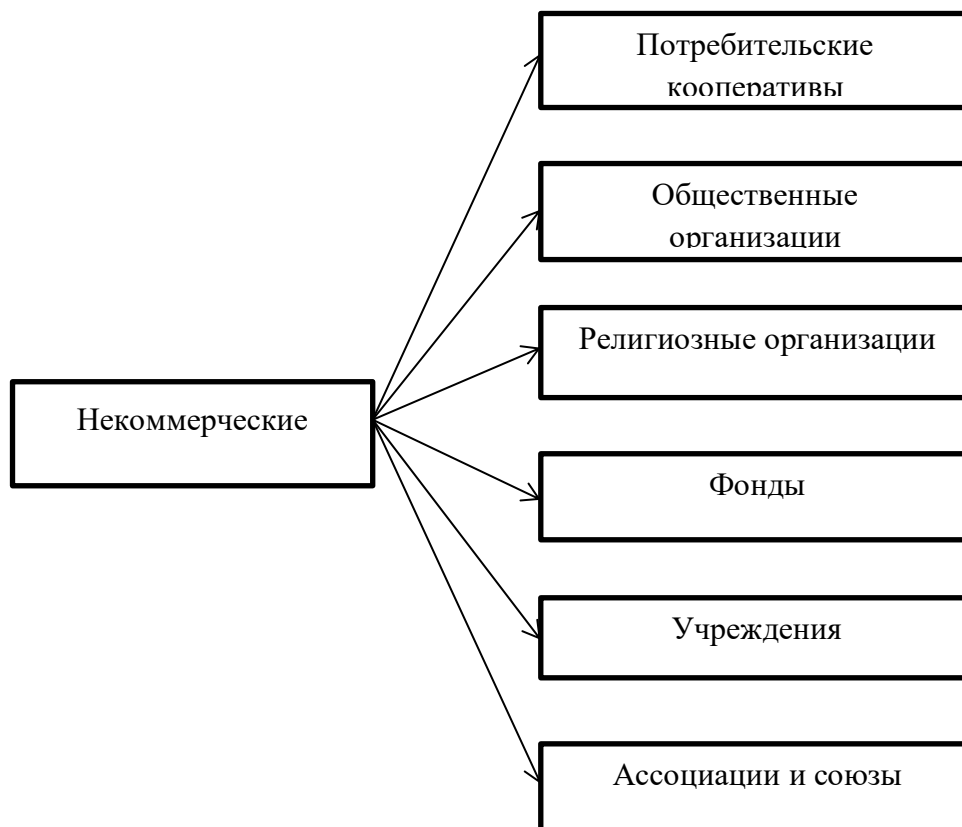 Потребительские
кооперативы
Общественные
организации
Религиозные организации
Некоммерческие
Фонды
Учреждения
Ассоциации и союзы